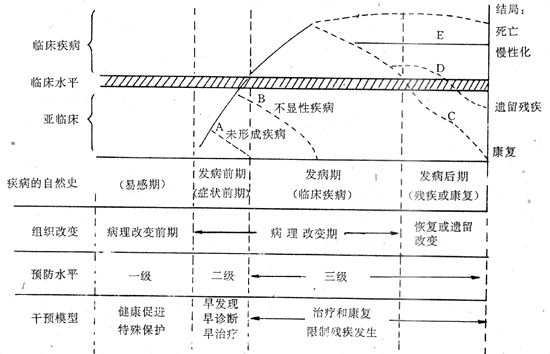 结局:
临床疾病
E
死亡
慢性化
D
临床水平
B
不显性疾病
遗留残疾
亚临床
A
未形成疾病
C
康复
疾病的自然史
(易感期)
发病前期
(症状前期)
发病期
(临床疾病)
发病后期
(残疾或康复)
组织改变
病理改变前期
病理改变期
恢复或遗留
改变
预防水平
一级
二级
三级
干预模型
健康促进
特殊保护
早发现
早诊断
早治疗
治疗和康复
限制残疾发生